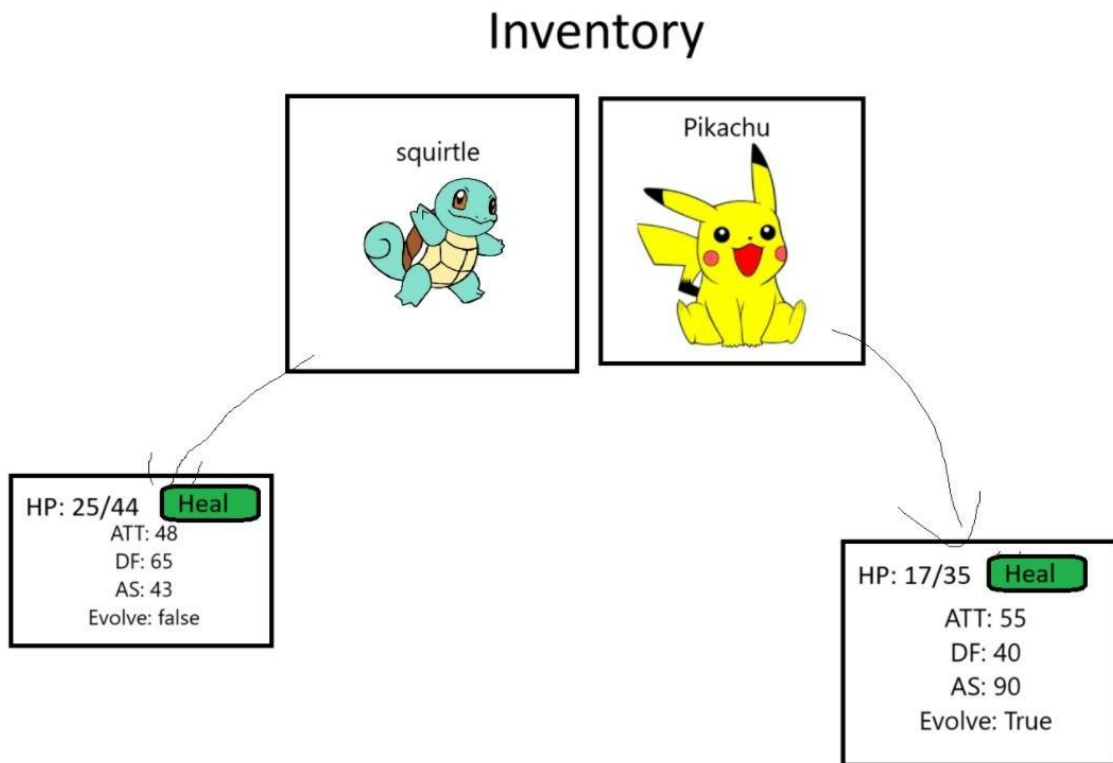 Inventory
squirtle
Pikachu
HP: 25/44 Heal
ATT: 48
DF: 65
AS: 43
Evolve: false
HP: 17/35 Heal
ATT: 55
DF: 40
AS: 90
Evolve: True